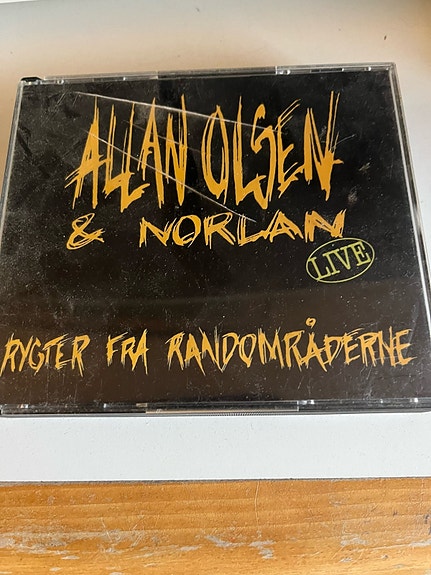 ALLAN OLSEN
& NORLAN
LIVE
RYGTER FRA RANDOMRÅDERNE